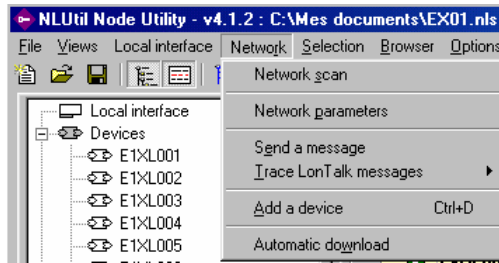 NLUtil Node Utility - v4.1.2 : C:\Mes documents\EX01.nls
File Views Local interface Network Selection Browser Options
Network scan
Network parameters
Send a message
Trace LonTalk messages
Add a device Ctrl+D
Automatic download
Local interface
Devices
E1XL001
E1XL002
E1XL003
E1XL004
E1XL005